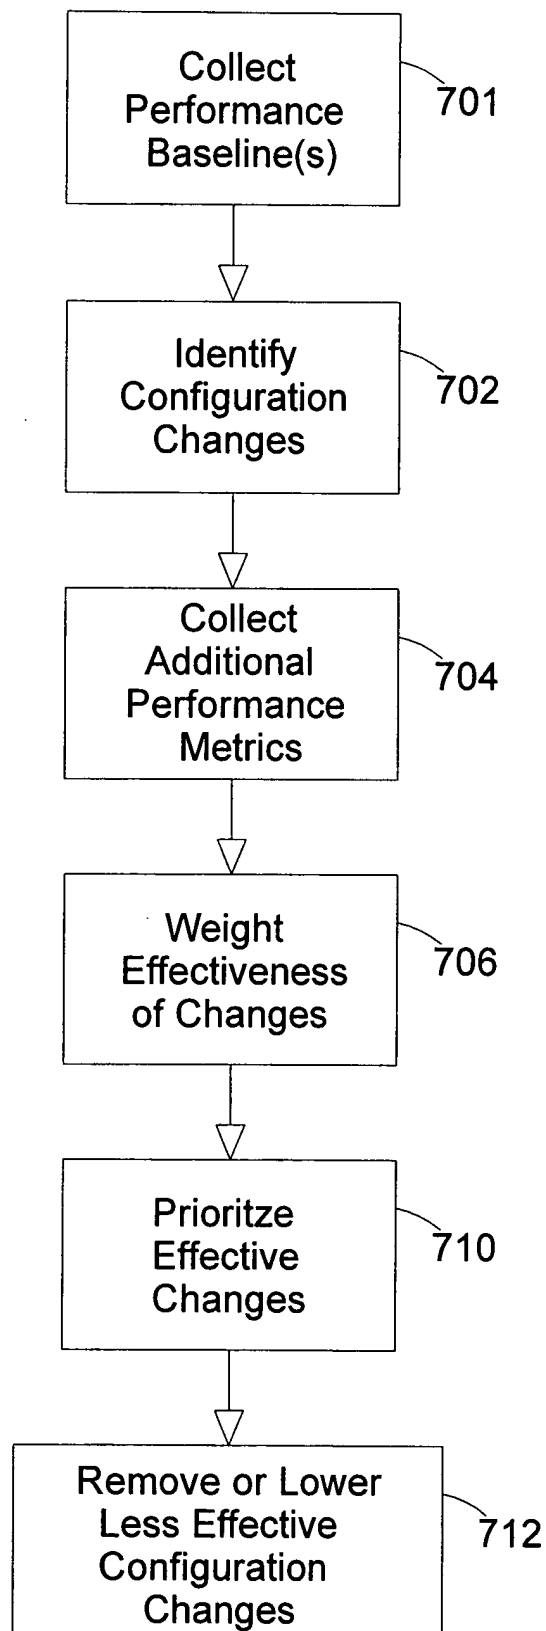 Collect
Performance
Baseline(s)
701
Identify
Configuration
Changes
702
Collect
Additional
Performance
Metrics
704
Weight
Effectiveness
of Changes
706
Prioritze
Effective
Changes
710
Remove or Lower
Less Effective
Configuration
Changes
712